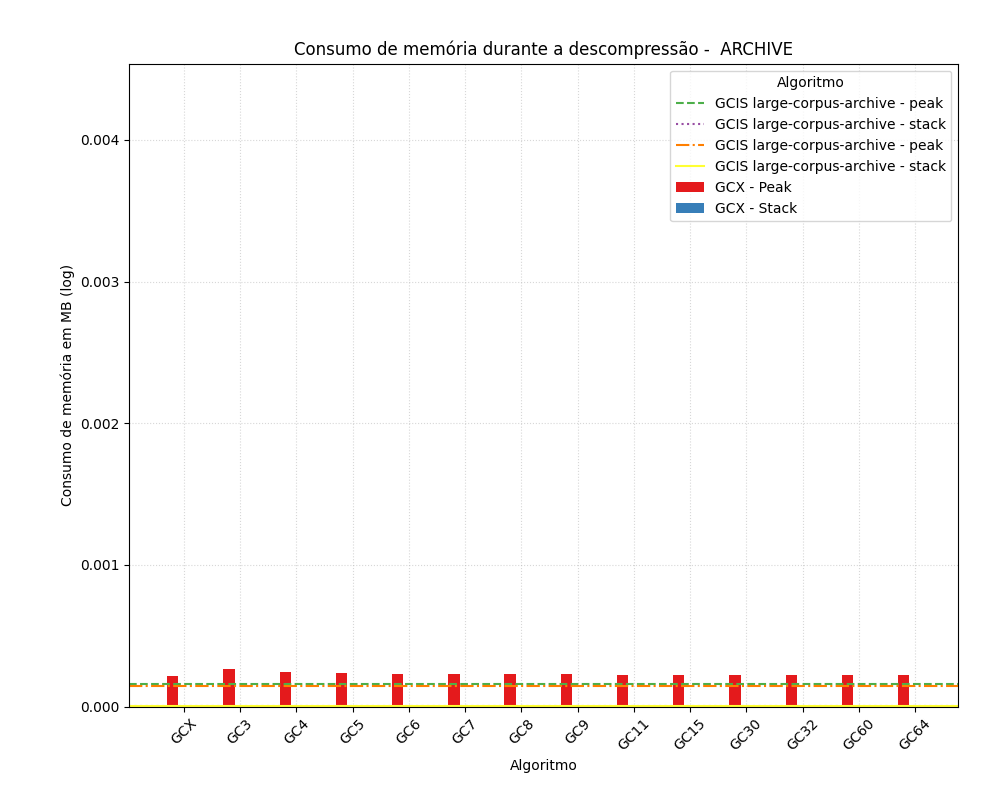 Consumo de memória durante a descompressão -  ARCHIVE
Algoritmo
GCIS large-corpus-archive - peak
GCIS large-corpus-archive - stack
GCIS large-corpus-archive - peak
GCIS large-corpus-archive - stack
GCX - Peak
GCX - Stack
Consumo de memória em MB (log)
0.004
0.003
0.002
0.001
0.000
GCX
GC3
GC4
GC5
GC6
GC7
GC8
GC9
GC11
GC15
GC30
GC32
GC60
GC64
Algoritmo